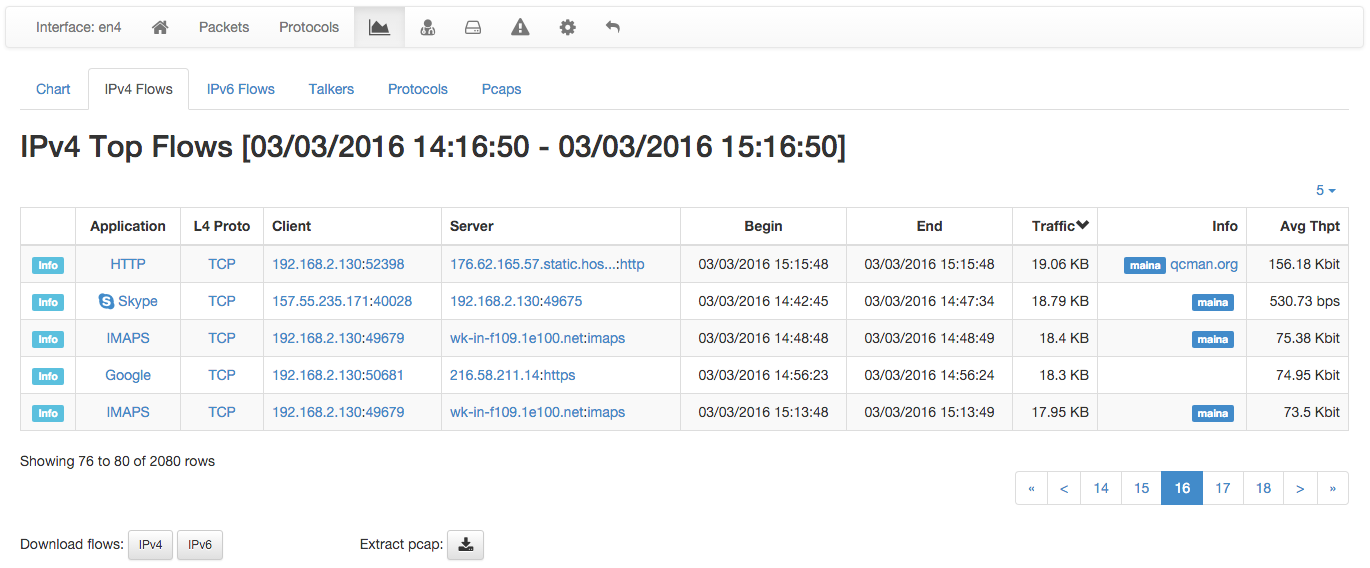 Interface: en4 Packets Protocols
Chart IPv4 Flows IPv6 Flows Talkers Protocols Pcaps
IPv4 Top Flows [03/03/2016 14:16:50 - 03/03/2016 15:16:50]
5
Application L4 Proto Client Server Begin End Traffic Info Avg Thpt
Info HTTP TCP 192.168.2.130:52398 176.62.165.57.static.hos...:http 03/03/2016 15:15:48 03/03/2016 15:15:48 19.06 KB maina qcman.org 156.18 Kbit
Info Skype TCP 157.55.235.171:40028 192.168.2.130:49675 03/03/2016 14:42:45 03/03/2016 14:47:34 18.79 KB maina 530.73 bps
Info IMAPS TCP 192.168.2.130:49679 wk-in-f109.1e100.net:imaps 03/03/2016 14:48:48 03/03/2016 14:48:49 18.4 KB maina 75.38 Kbit
Info Google TCP 192.168.2.130:50681 216.58.211.14:https 03/03/2016 14:56:23 03/03/2016 14:56:24 18.3 KB 74.95 Kbit
Info IMAPS TCP 192.168.2.130:49679 wk-in-f109.1e100.net:imaps 03/03/2016 15:13:48 03/03/2016 15:13:49 17.95 KB maina 73.5 Kbit
Showing 76 to 80 of 2080 rows
« < 14 15 16 17 18 > »
Download flows: IPv4 IPv6 Extract pcap: